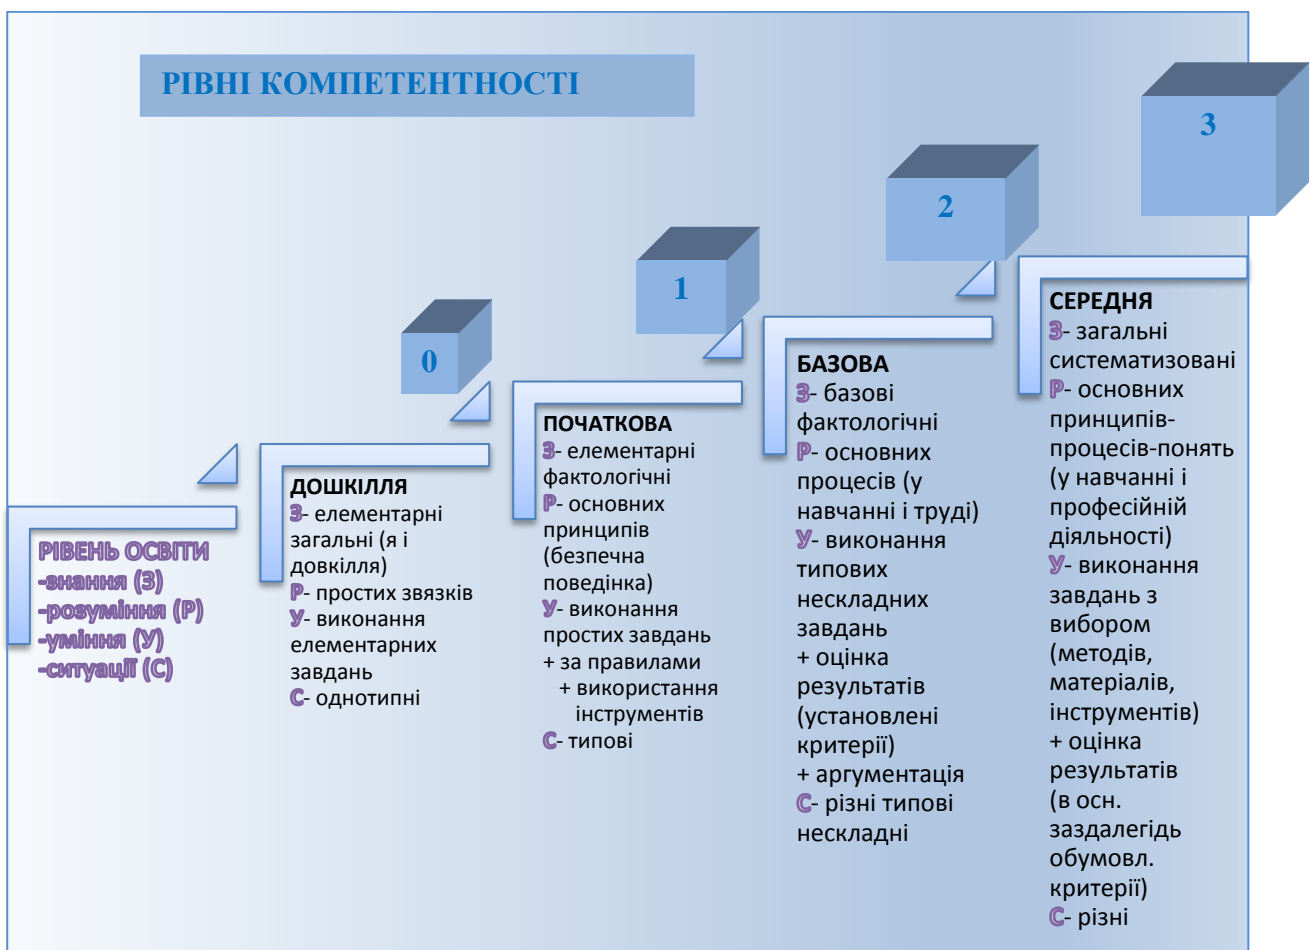 РІВНІ КОМПЕТЕНТНОСТІ
РІВЕНЬ ОСВІТИ
-знання (З)
-розуміння (Р)
-уміння (У)
-ситуації (С)
0
ДОШКІЛЛЯ
З- елементарні
загальні (я і
довкілля)
Р- простих звязків
У- виконання
елементарних
завдань
С- однотипні
1
ПОЧАТКОВА
З- елементарні
фактологічні
Р- основних
принципів
(безпечна
поведінка)
У- виконання
простих завдань
+ за правилами
+ використання
інструментів
С- типові
2
БАЗОВА
З- базові
фактологічні
Р- основних
процесів (у
навчанні і труді)
У- виконання
типових
нескладних
завдань
+ оцінка
результатів
(установлені
критерії)
+ аргументація
С- різні типові
нескладні
3
СЕРЕДНЯ
З- загальні
систематизовані
Р- основних
принципів-
процесів-понять
(у навчанні і
професійній
діяльності)
У- виконання
завдань з
вибором
(методів,
матеріалів,
інструментів)
+ оцінка
результатів
(в осн.
заздалегідь
обумовл.
критерії)
С- різні